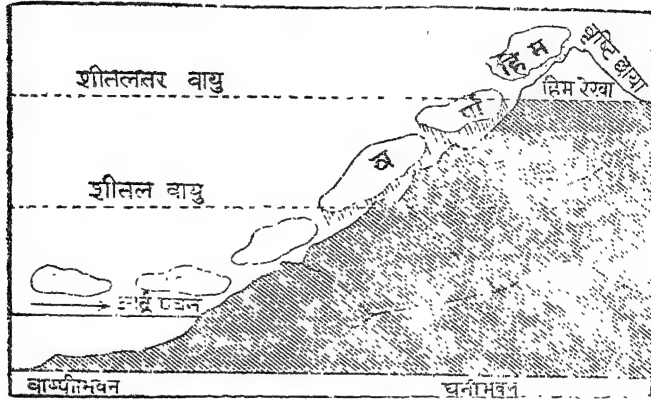 हिम
वृष्टि छाया
शीतलतर वायु
हिम रेखा
र्षा
व
शीतल वायु
आर्द्र पवन
वाष्पीभवन
घनीभवन